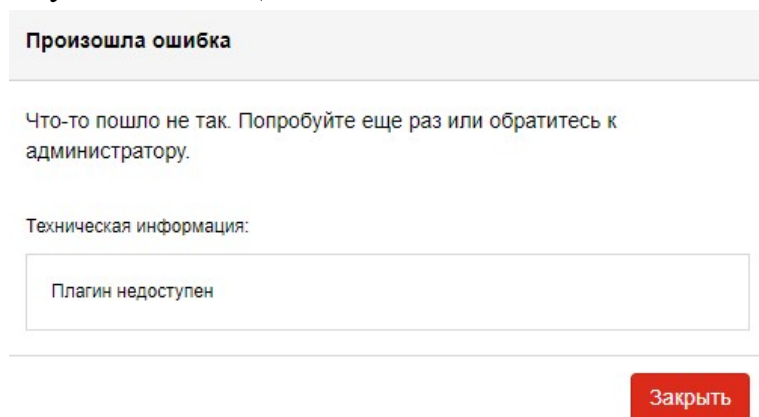 Произошла ошибка
Что-то пошло не так. Попробуйте еще раз или обратитесь к
администратору.
Техническая информация:
Плагин недоступен
Закрыть